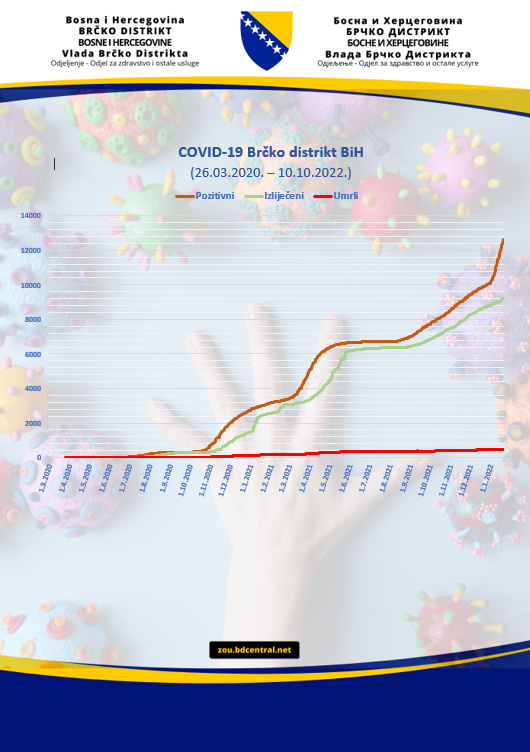 Bosna i Hercegovina
BRČKO DISTRIKT
BOSNE I HERCEGOVINE
Vlada Brčko Distrikta
Odjeljenje - Odjel za zdravstvo i ostale usluge
Босна и Херцеговина
БРЧКО ДИСТРИКТ
БОСНЕ И ХЕРЦЕГОВИНЕ
Влада Брчко Дистрикта
Одјељење - Одјел за здравство и остале услуге
COVID-19 Brčko distrikt BiH
(26.03.2020. – 10.10.2022.)
Pozitivni Izliječeni Umrli
14000
12000
10000
8000
6000
4000
2000
0
1.3.2020 1.4.2020 1.5.2020 1.6.2020 1.7.2020 1.8.2020 1.9.2020 1.10.2020 1.11.2020 1.12.2020 1.1.2021 1.2.2021 1.3.2021 1.4.2021 1.5.2021 1.6.2021 1.7.2021 1.8.2021 1.9.2021 1.10.2021 1.11.2021 1.12.2021 1.1.2022
zou.bdcentral.net